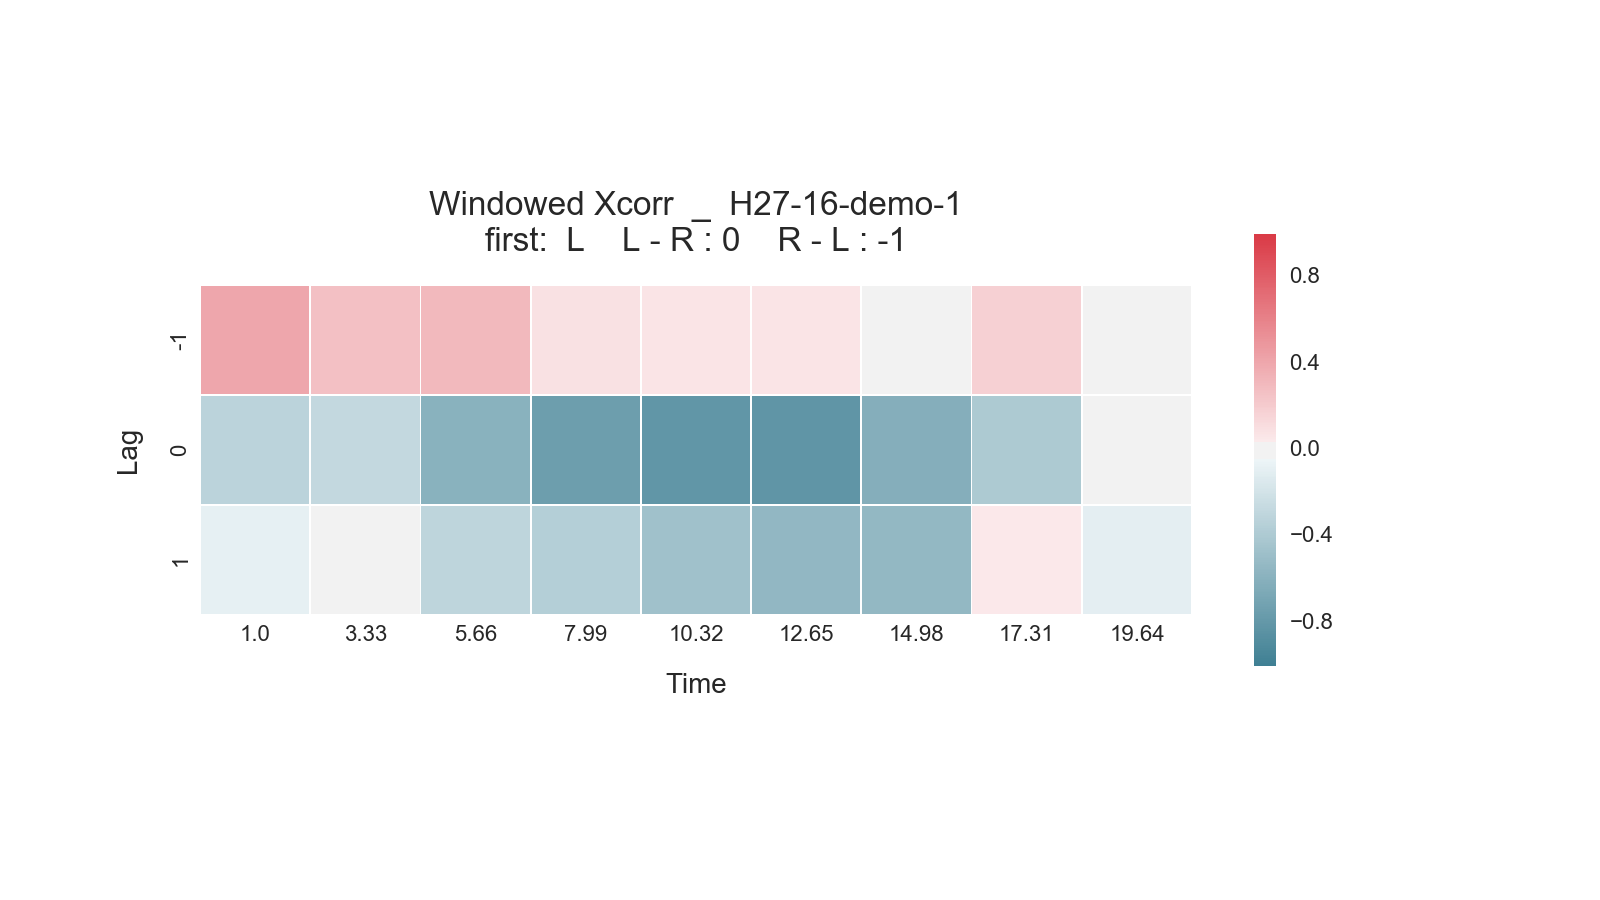 Windowed Xcorr _ H27-16-demo-1
first: L L - R : 0 R - L : -1
Lag
-1
0
1
1.0 3.33 5.66 7.99 10.32 12.65 14.98 17.31 19.64
Time
0.8
0.4
0.0
−0.4
−0.8